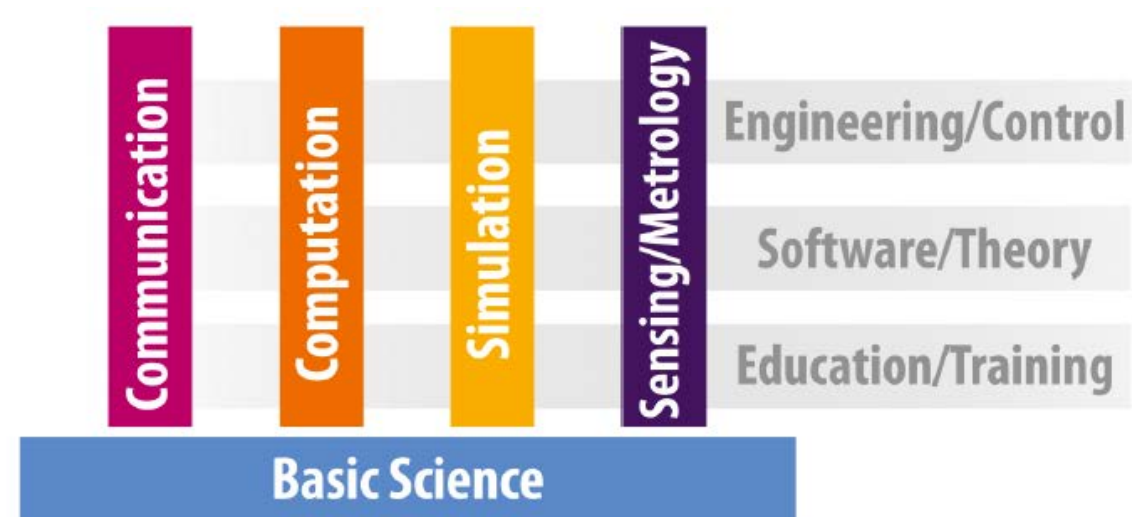 Communication
Computation
Simulation
Sensing/Metrology
Engineering/Control
Software/Theory
Education/Training
Basic Science